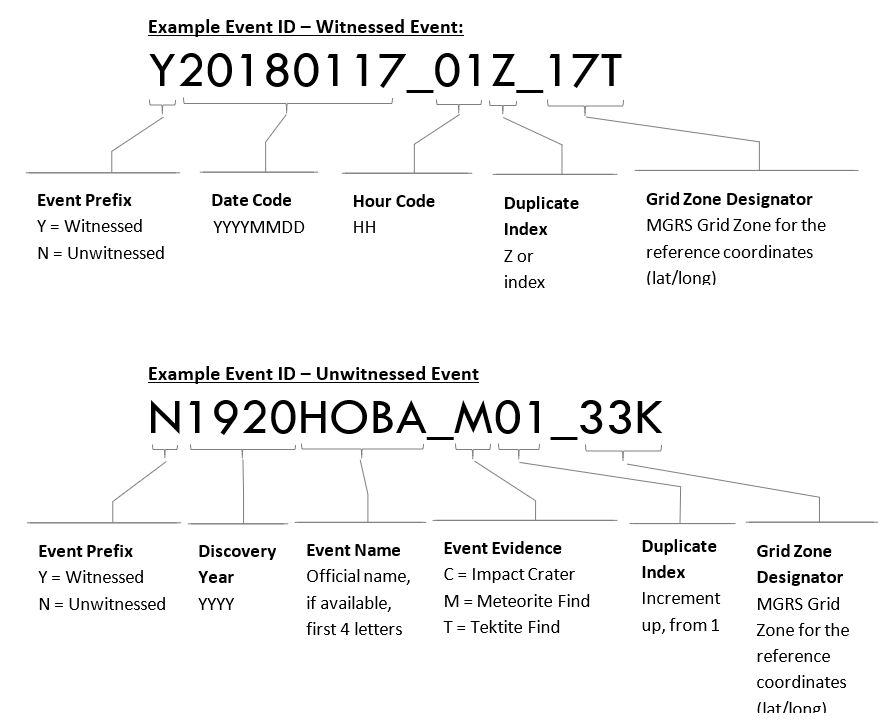 Example Event ID – Witnessed Event:
Y20180117_01Z_17T
Event Prefix
Y = Witnessed
N = Unwitnessed
Date Code
YYYYMMDD
Hour Code
HH
Duplicate
Index
Z or
index
Grid Zone Designator
MGRS Grid Zone for the
reference coordinates
(lat/long)
Example Event ID – Unwitnessed Event
N1920HOBA_M01_33K
Event Prefix
Y = Witnessed
N = Unwitnessed
Discovery
Year
YYYY
Event Name
Official name,
if available,
first 4 letters
Event Evidence
C = Impact Crater
M = Meteorite Find
T = Tektite Find
Duplicate
Index
Increment
up, from 1
Grid Zone
Designator
MGRS Grid
Zone for the
reference
coordinates
(lat/long)